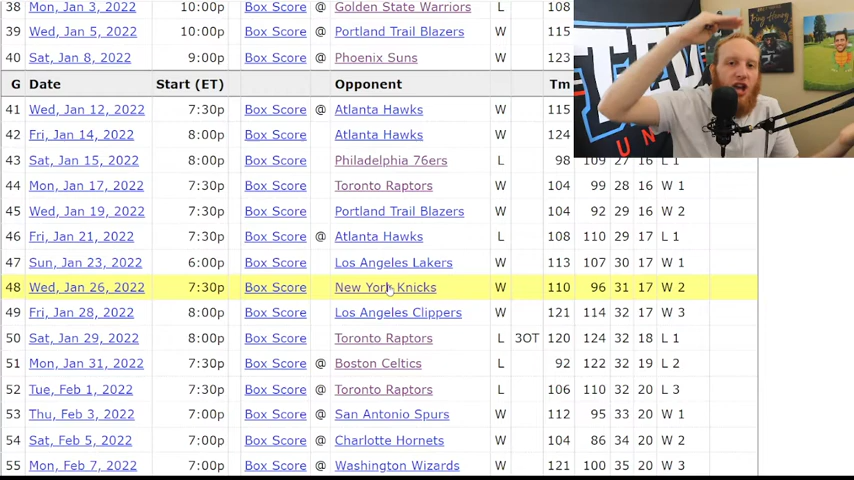 38 Mon, Jan 3, 2022 10:00p Box Score @ Golden State Warriors L 108
39 Wed, Jan 5, 2022 10:00p Box Score @ Portland Trail Blazers W 115
40 Sat, Jan 8, 2022 9:00p Box Score @ Phoenix Suns W 123
G Date Start (ET) Opponent Tm
41 Wed, Jan 12, 2022 7:30p Box Score @ Atlanta Hawks W 115
42 Fri, Jan 14, 2022 8:00p Box Score Atlanta Hawks W 124
43 Sat, Jan 15, 2022 8:00p Box Score Philadelphia 76ers L 98 109 27 16 L 1
44 Mon, Jan 17, 2022 7:30p Box Score Toronto Raptors W 104 99 28 16 W 1
45 Wed, Jan 19, 2022 7:30p Box Score Portland Trail Blazers W 104 92 29 16 W 2
46 Fri, Jan 21, 2022 7:30p Box Score @ Atlanta Hawks L 108 110 29 17 L 1
47 Sun, Jan 23, 2022 6:00p Box Score Los Angeles Lakers W 113 107 30 17 W 1
48 Wed, Jan 26, 2022 7:30p Box Score New York Knicks W 110 96 31 17 W 2
49 Fri, Jan 28, 2022 8:00p Box Score Los Angeles Clippers W 121 114 32 17 W 3
50 Sat, Jan 29, 2022 8:00p Box Score Toronto Raptors L 3OT 120 124 32 18 L 1
51 Mon, Jan 31, 2022 7:30p Box Score @ Boston Celtics L 92 122 32 19 L 2
52 Tue, Feb 1, 2022 7:30p Box Score @ Toronto Raptors L 106 110 32 20 L 3
53 Thu, Feb 3, 2022 7:00p Box Score @ San Antonio Spurs W 112 95 33 20 W 1
54 Sat, Feb 5, 2022 7:00p Box Score @ Charlotte Hornets W 104 86 34 20 W 2
55 Mon, Feb 7, 2022 7:00p Box Score @ Washington Wizards W 121 100 35 20 W 3